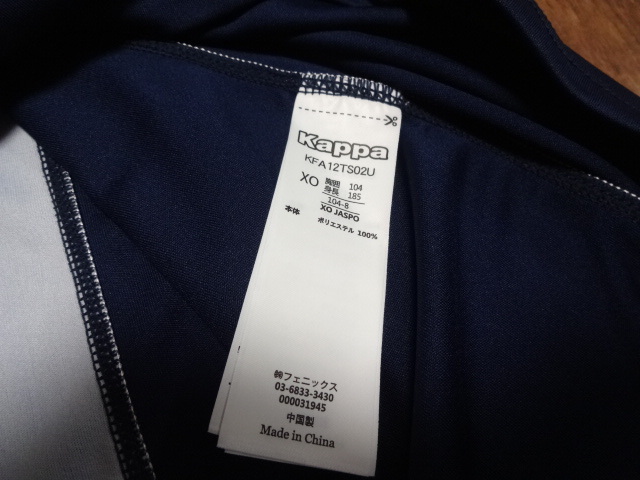 Kappa
KFA12TS02U
XO 胸囲 104
身長 185
104-8
XO JASPO
本体 ポリエステル 100%
㈱フェニックス
03-6833-3430
000031945
中国製
Made in China